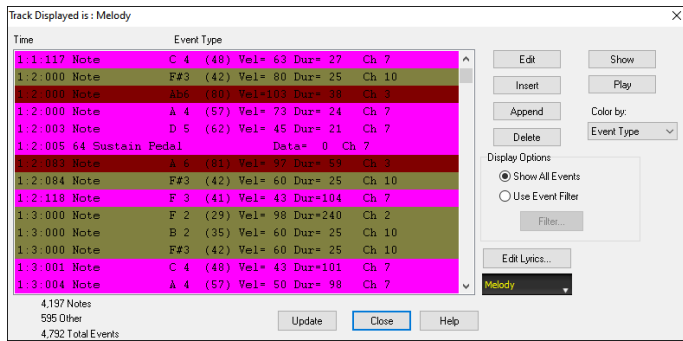 Track Displayed is : Melody
Time Event Type
1:1:117 Note C 4 (48) Vel= 63 Dur= 27 Ch 7
1:2:000 Note F#3 (42) Vel= 80 Dur= 25 Ch 10
1:2:000 Note Ab6 (80) Vel=103 Dur= 38 Ch 3
1:2:000 Note A 4 (57) Vel= 73 Dur= 24 Ch 7
1:2:003 Note D 5 (62) Vel= 45 Dur= 21 Ch 7
1:2:005 64 Sustain Pedal Data= 0 Ch 7
1:2:083 Note A 6 (81) Vel= 97 Dur= 59 Ch 3
1:2:084 Note F#3 (42) Vel= 60 Dur= 25 Ch 10
1:2:118 Note F 3 (41) Vel= 43 Dur=104 Ch 7
1:3:000 Note F 2 (29) Vel= 98 Dur=240 Ch 2
1:3:000 Note B 2 (35) Vel= 60 Dur= 25 Ch 10
1:3:000 Note F#3 (42) Vel= 60 Dur= 25 Ch 10
1:3:001 Note C 4 (48) Vel= 43 Dur=101 Ch 7
1:3:004 Note A 4 (57) Vel= 50 Dur= 98 Ch 7
4,197 Notes
595 Other
4,792 Total Events
Update Close Help
Edit Show
Insert Play
Append Color by:
Delete Event Type
Display Options
Show All Events
Use Event Filter
Filter...
Edit Lyrics...
Melody